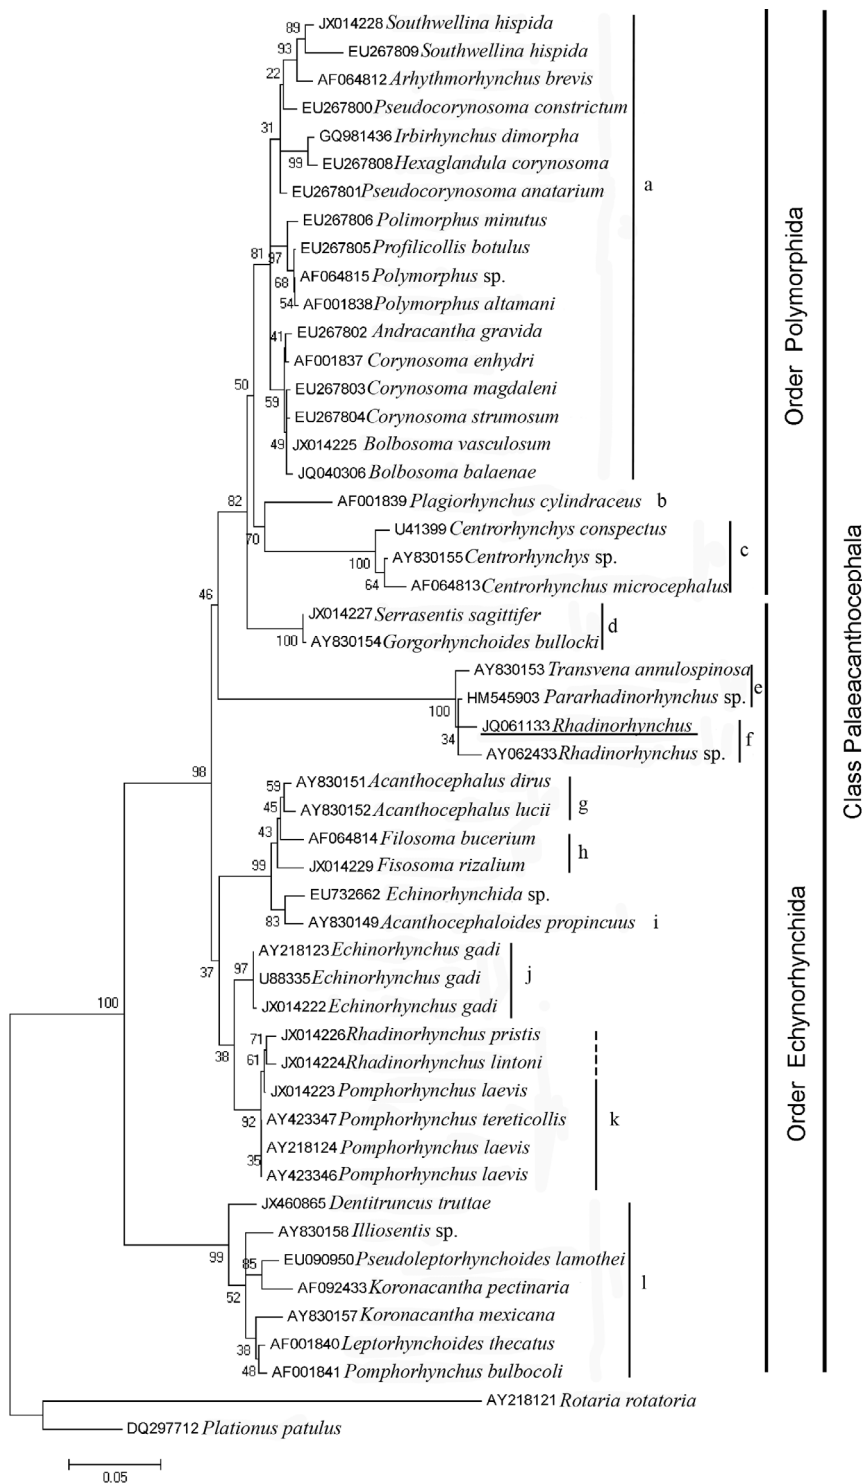 89
JX014228 Southwellina hispida
93
EU267809 Southwellina hispida
22
AF064812 Arhythmorhynchus brevis
EU267800 Pseudocorynosoma constrictum
31
GQ981436 Irbirhynchus dimorpha
99
EU267808 Hexaglandula corynosoma
a
EU267801 Pseudocorynosoma anatarium
EU267806 Polimorphus minutus
81
97
EU267805 Profilicollis botulus
68
AF064815 Polymorphus sp.
54
AF001838 Polymorphus altamani
41
EU267802 Andracantha gravida
AF001837 Corynosoma enhydri
50
59
EU267803 Corynosoma magdaleni
EU267804 Corynosoma strumosum
49
JX014225 Bolbosoma vasculosum
JQ040306 Bolbosoma balaenae
82
AF001839 Plagiorhynchus cylindraceus b
70
U41399 Centrorhynchys conspectus
100
AY830155 Centrorhynchys sp.
c
64
AF064813 Centrorhynchus microcephalus
Order Polymorphida
46
JX014227 Serrasentis sagittifer
d
100
AY830154 Gorgorhynchoides bullocki
AY830153 Transvena annulospinosa
e
100
HM545903 Pararhadinorhynchus sp.
JQ061133 Rhadinorhynchus
f
34
AY062433 Rhadinorhynchus sp.
98
59
AY830151 Acanthocephalus dirus
g
45
AY830152 Acanthocephalus lucii
43
AF064814 Filosoma bucerium
h
99
JX014229 Fisosoma rizalium
EU732662 Echinorhynchida sp.
83
AY830149 Acanthocephaloides propincuus i
37
AY218123 Echinorhynchus gadi
97
U88335 Echinorhynchus gadi
j
100
JX014222 Echinorhynchus gadi
38
71
JX014226 Rhadinorhynchus pristis
61
JX014224 Rhadinorhynchus lintoni
JX014223 Pomphorhynchus laevis
92
AY423347 Pomphorhynchus tereticollis
k
AY218124 Pomphorhynchus laevis
35
AY423346 Pomphorhynchus laevis
Order Echynorhynchida
Class Palaeacanthocephala
JX460865 Dentitruncus truttae
99
AY830158 Illiosentis sp.
85
EU090950 Pseudoleptorhynchoides lamothei
l
52
AF092433 Koronacantha pectinaria
AY830157 Koronacantha mexicana
38
AF001840 Leptorhynchoides thecatus
48
AF001841 Pomphorhynchus bulbocoli
AY218121 Rotaria rotatoria
DQ297712 Plationus patulus
0.05